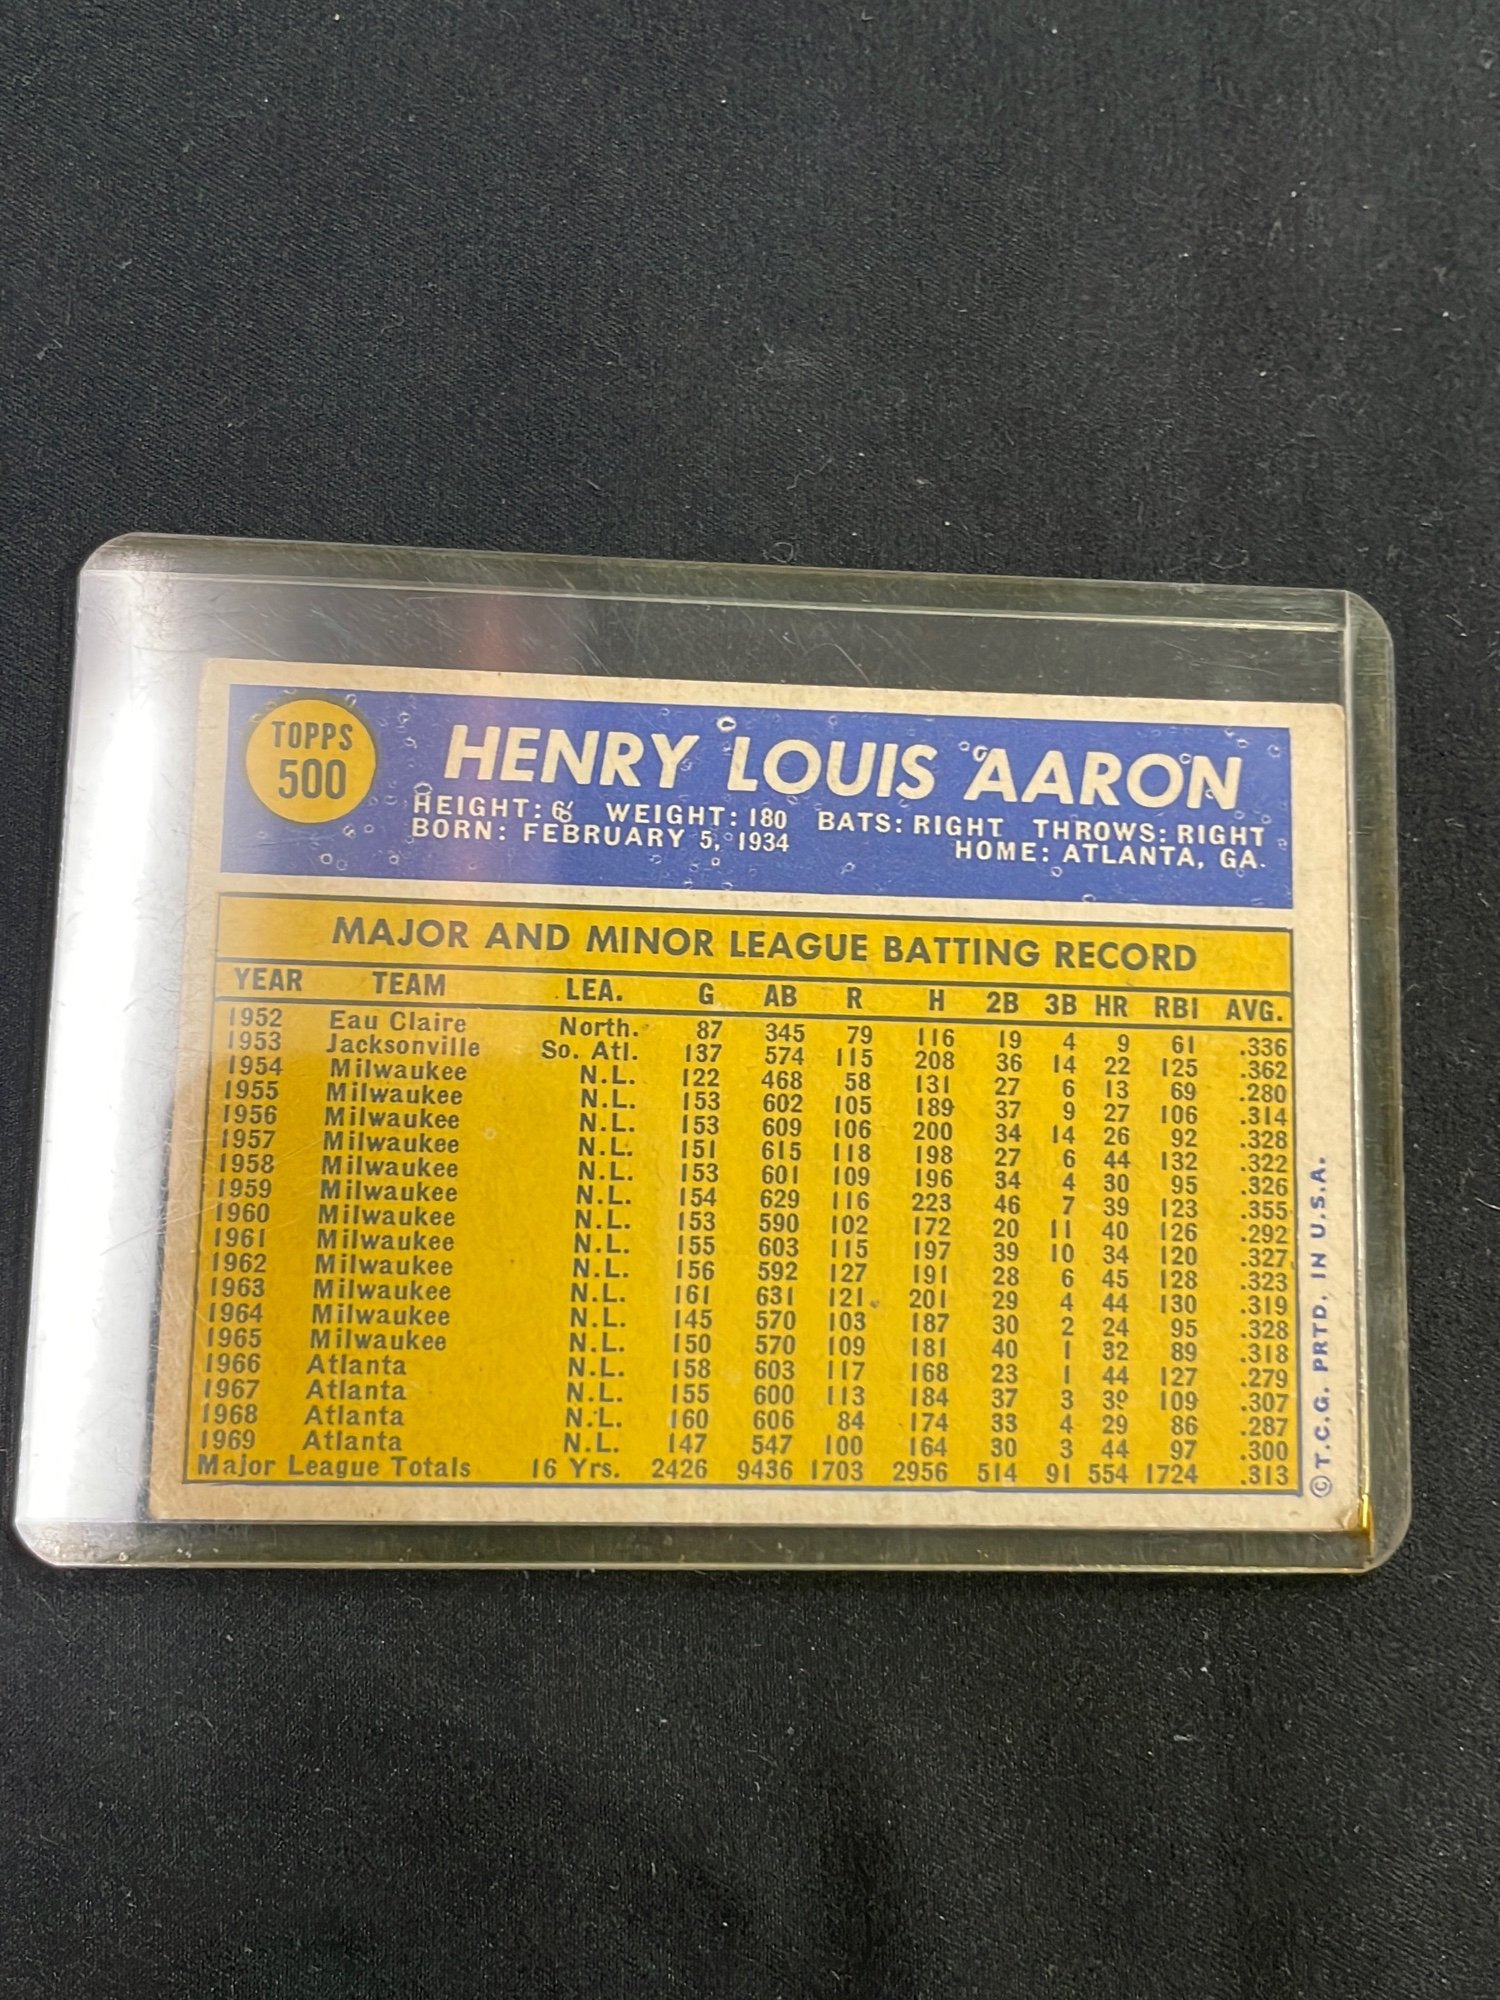 TOPPS
500
HENRY LOUIS AARON
HEIGHT: 6' WEIGHT: 180 BATS: RIGHT THROWS: RIGHT
BORN: FEBRUARY 5, 1934 HOME: ATLANTA, GA.
MAJOR AND MINOR LEAGUE BATTING RECORD
YEAR TEAM LEA. G AB R H 2B 3B HR RBI AVG.
1952 Eau Claire North. 87 345 79 116 19 4 9 61 .336
1953 Jacksonville So. Atl. 137 574 115 208 36 14 22 125 .362
1954 Milwaukee N.L. 122 468 58 131 27 6 13 69 .280
1955 Milwaukee N.L. 153 602 105 189 37 9 27 106 .314
1956 Milwaukee N.L. 153 609 106 200 34 14 26 92 .328
1957 Milwaukee N.L. 151 615 118 198 27 6 44 132 .322
1958 Milwaukee N.L. 153 601 109 196 34 4 30 95 .326
1959 Milwaukee N.L. 154 629 116 223 46 7 39 123 .355
1960 Milwaukee N.L. 153 590 102 172 20 11 40 126 .292
1961 Milwaukee N.L. 155 603 115 197 39 10 34 120 .327
1962 Milwaukee N.L. 156 592 127 191 28 6 45 128 .323
1963 Milwaukee N.L. 161 631 121 201 29 4 44 130 .319
1964 Milwaukee N.L. 145 570 103 187 30 2 24 95 .328
1965 Milwaukee N.L. 150 570 109 181 40 1 32 89 .318
1966 Atlanta N.L. 158 603 117 168 23 1 44 127 .279
1967 Atlanta N.L. 155 600 113 184 37 3 39 109 .307
1968 Atlanta N.L. 160 606 84 174 33 4 29 86 .287
1969 Atlanta N.L. 147 547 100 164 30 3 44 97 .300
Major League Totals 16 Yrs. 2426 9436 1703 2956 514 91 554 1724 .313
© T.C.G. PRTD. IN U.S.A.